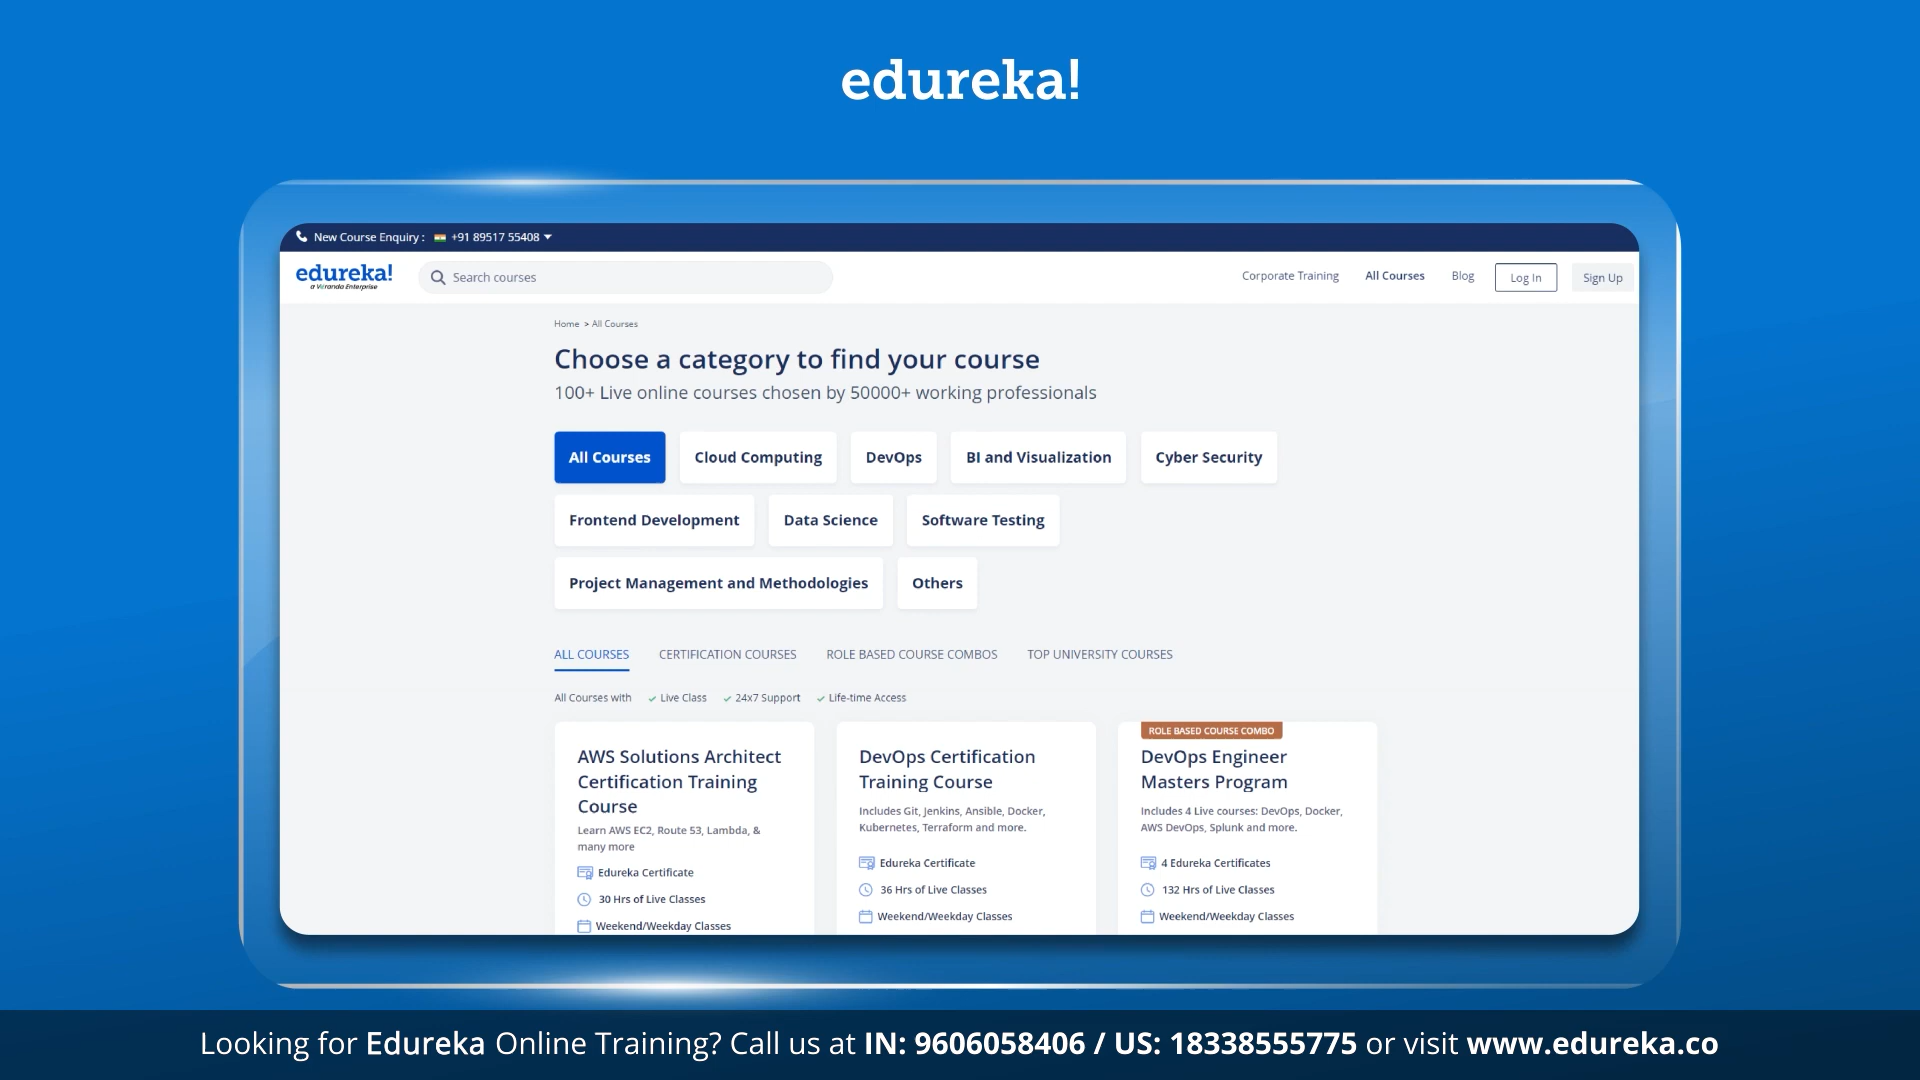 edureka!
New Course Enquiry : +91 89517 55408
edureka!
a Veranda Enterprise
Search courses
Corporate Training
All Courses
Blog
Log In
Sign Up
Home > All Courses
Choose a category to find your course
100+ Live online courses chosen by 50000+ working professionals
All Courses
Cloud Computing
DevOps
BI and Visualization
Cyber Security
Frontend Development
Data Science
Software Testing
Project Management and Methodologies
Others
ALL COURSES
CERTIFICATION COURSES
ROLE BASED COURSE COMBOS
TOP UNIVERSITY COURSES
All Courses with
Live Class
24x7 Support
Life-time Access
AWS Solutions Architect
Certification Training
Course
Learn AWS EC2, Route 53, Lambda, &
many more
Edureka Certificate
30 Hrs of Live Classes
Weekend/Weekday Classes
DevOps Certification
Training Course
Includes Git, Jenkins, Ansible, Docker,
Kubernetes, Terraform and more.
Edureka Certificate
36 Hrs of Live Classes
Weekend/Weekday Classes
ROLE BASED COURSE COMBO
DevOps Engineer
Masters Program
Includes 4 Live courses: DevOps, Docker,
AWS DevOps, Splunk and more.
4 Edureka Certificates
132 Hrs of Live Classes
Weekend/Weekday Classes
Looking for Edureka Online Training? Call us at IN: 9606058406 / US: 18338555775 or visit www.edureka.co